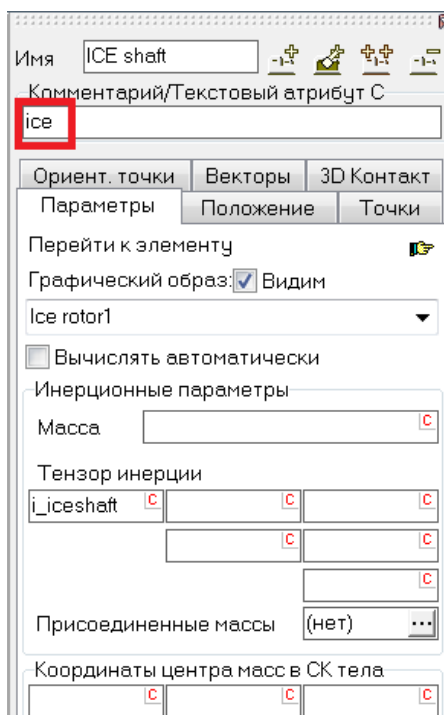 Имя ICE shaft
Комментарий/Текстовый атрибут C
ice
Ориент. точки Векторы 3D Контакт
Параметры Положение Точки
Перейти к элементу
Графический образ: Видим
Ice rotor1
Вычислять автоматически
Инерционные параметры
Масса C
Тензор инерции
i_iceshaft C C C
C C
C
Присоединенные массы (нет) ...
Координаты центра масс в СК тела
C C C